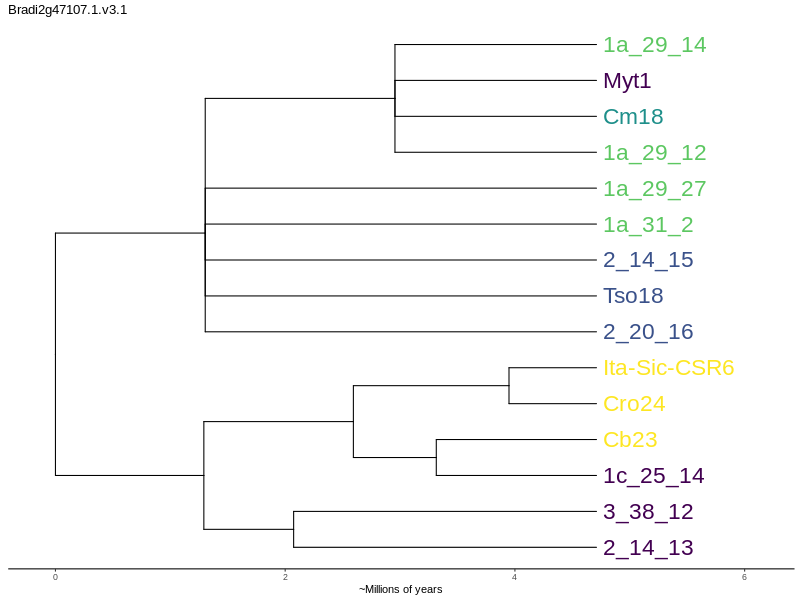 Bradi2g47107.1.v3.1
1a_29_14
Myt1
Cm18
1a_29_12
1a_29_27
1a_31_2
2_14_15
Tso18
2_20_16
Ita-Sic-CSR6
Cro24
Cb23
1c_25_14
3_38_12
2_14_13
0 2 4 6
~Millions of years